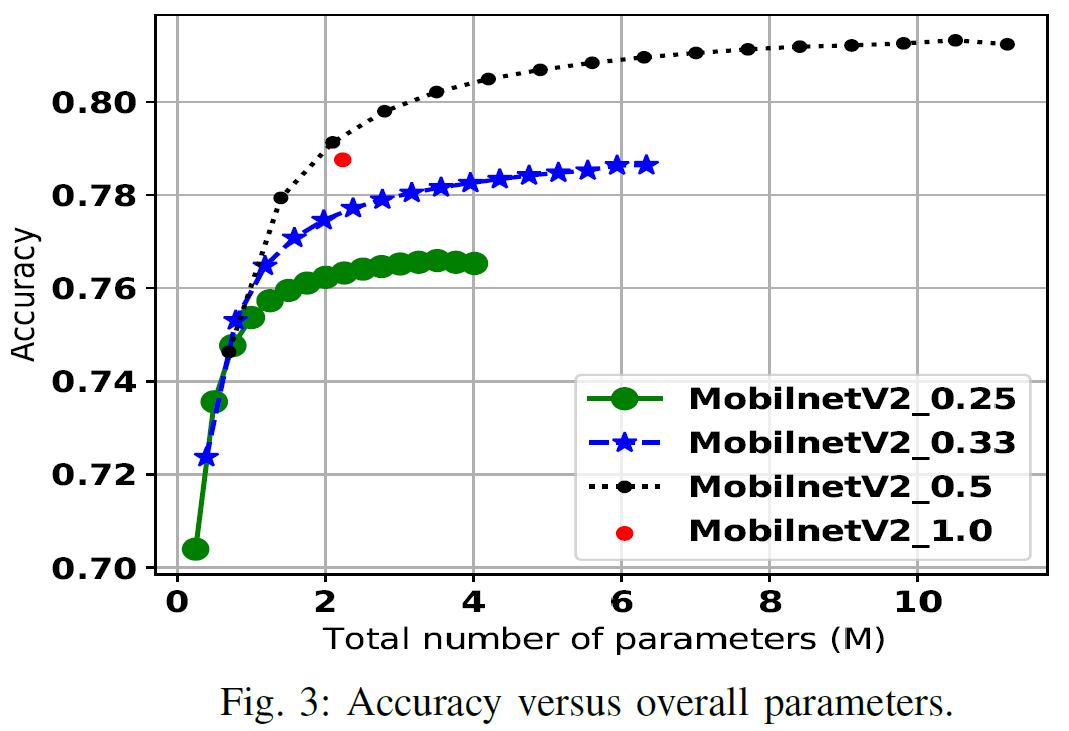 0.80
0.78
0.76
0.74
0.72
0.70
Accuracy
MobilnetV2_0.25
MobilnetV2_0.33
MobilnetV2_0.5
MobilnetV2_1.0
0 2 4 6 8 10
Total number of parameters (M)
Fig. 3: Accuracy versus overall parameters.